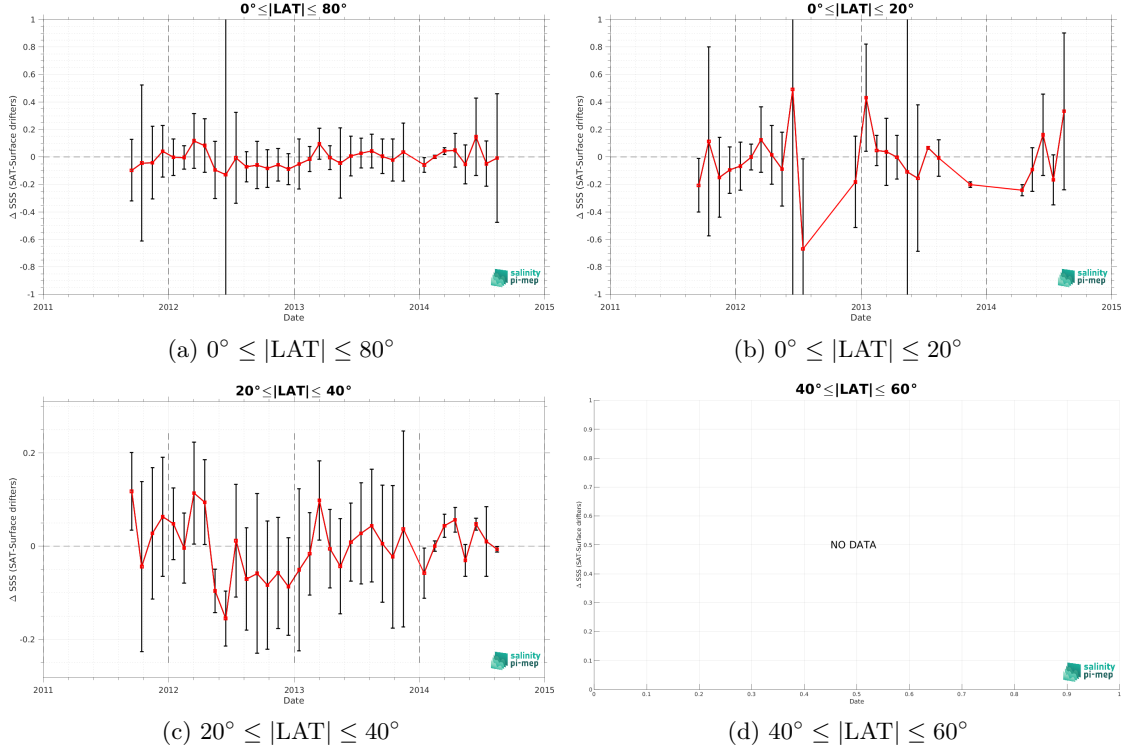 0°≤|LAT|≤ 80°
Δ SSS (SAT-Surface drifters)
1
0.8
0.6
0.4
0.2
0
-0.2
-0.4
-0.6
-0.8
-1
2011
2012
2013
2014
2015
Date
salinity
pi-mep
(a) 0° ≤ |LAT| ≤ 80°
0°≤|LAT|≤ 20°
Δ SSS (SAT-Surface drifters)
1
0.8
0.6
0.4
0.2
0
-0.2
-0.4
-0.6
-0.8
-1
2011
2012
2013
2014
2015
Date
salinity
pi-mep
(b) 0° ≤ |LAT| ≤ 20°
20°≤|LAT|≤ 40°
Δ SSS (SAT-Surface drifters)
0.2
0
-0.2
2011
2012
2013
2014
2015
Date
salinity
pi-mep
(c) 20° ≤ |LAT| ≤ 40°
40°≤|LAT|≤ 60°
Δ SSS (SAT-Surface drifters)
1
0.9
0.8
0.7
0.6
0.5
0.4
0.3
0.2
0.1
0
NO DATA
0
0.1
0.2
0.3
0.4
0.5
0.6
0.7
0.8
0.9
1
Date
salinity
pi-mep
(d) 40° ≤ |LAT| ≤ 60°